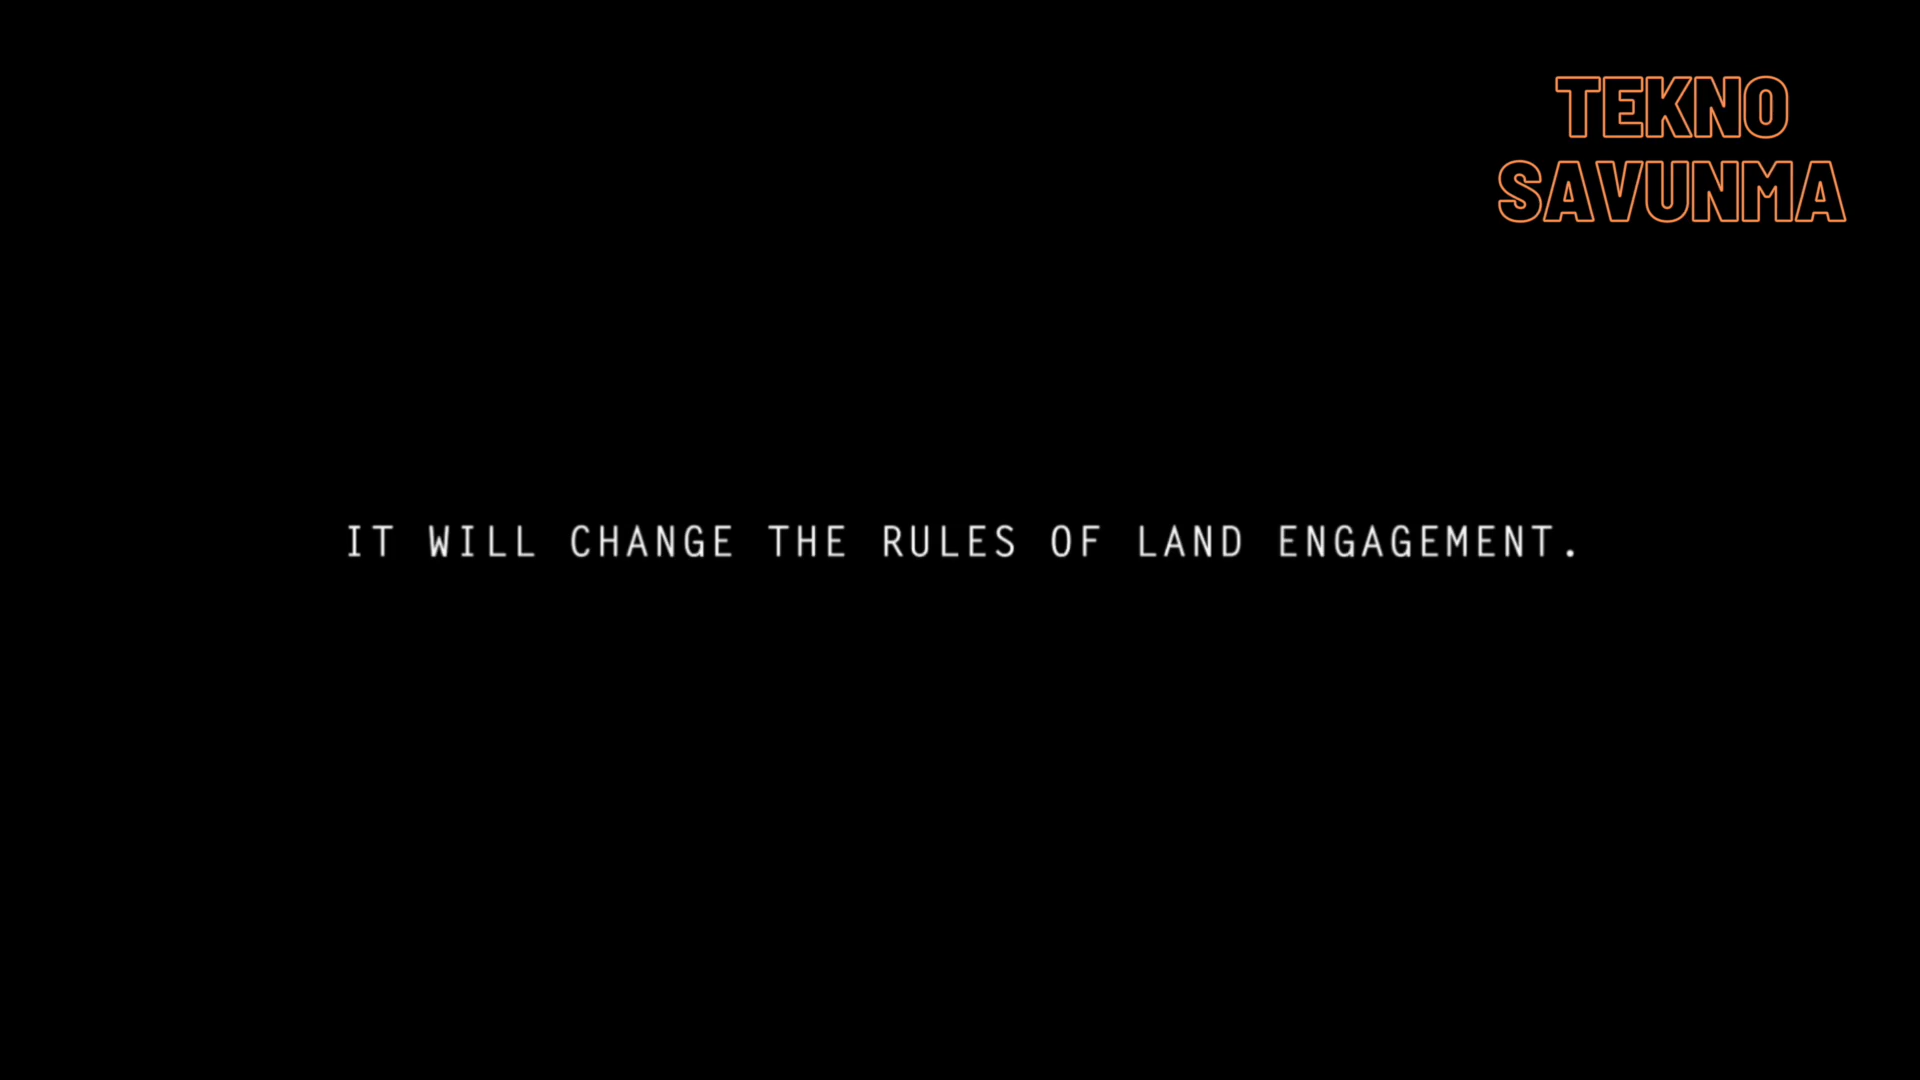 TEKNO
SAVUNMA
IT WILL CHANGE THE RULES OF LAND ENGAGEMENT.